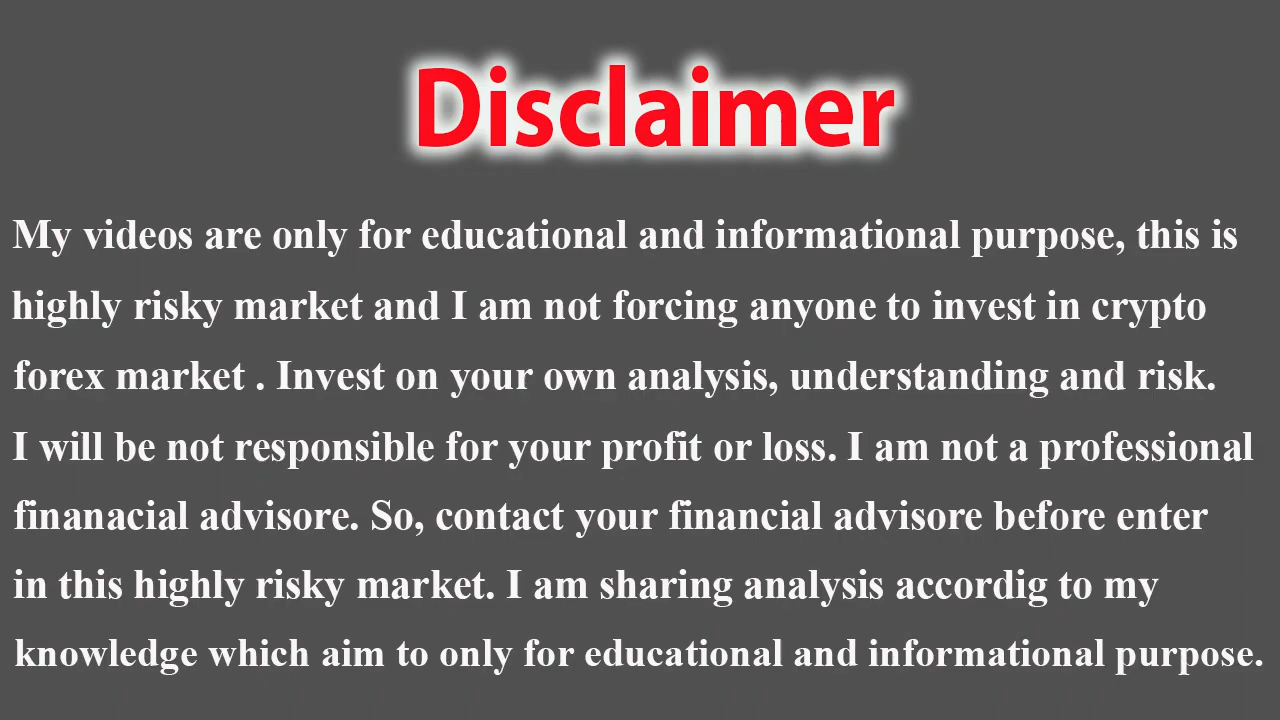 Disclaimer
My videos are only for educational and informational purpose, this is
highly risky market and I am not forcing anyone to invest in crypto
forex market . Invest on your own analysis, understanding and risk.
I will be not responsible for your profit or loss. I am not a professional
finanacial advisore. So, contact your financial advisore before enter
in this highly risky market. I am sharing analysis accordig to my
knowledge which aim to only for educational and informational purpose.